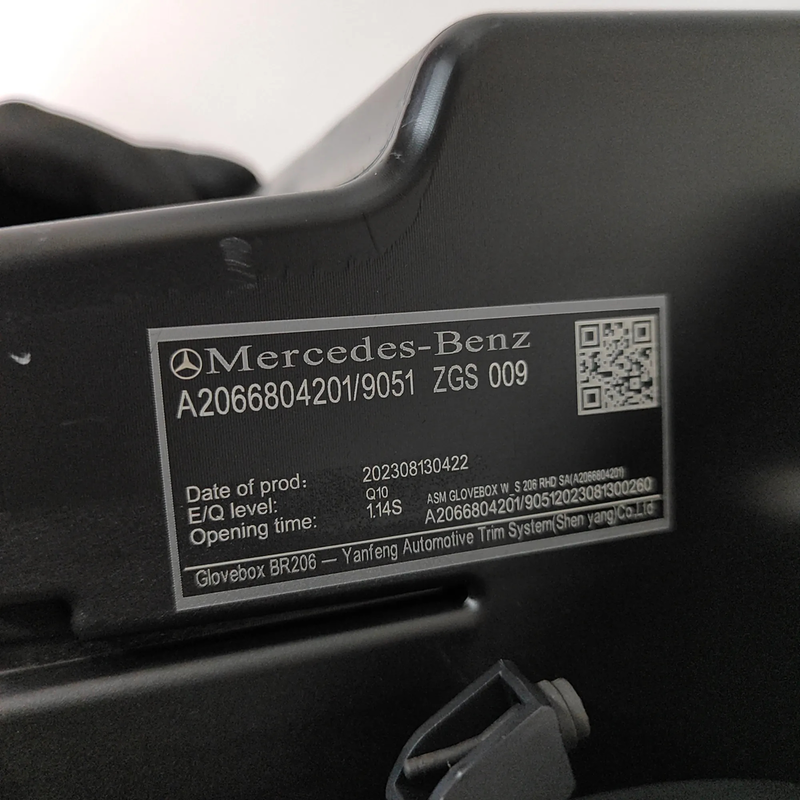 Mercedes-Benz
A2066804201/9051 ZGS 009
Date of prod: 202308130422
E/Q level: Q10
ASM GLOVEBOX W_S 206 RHD SA(A2066804201)
Opening time: 1.14S
A2066804201/90512023081300260
Glovebox BR206 — Yanfeng Automotive Trim System(Shen yang)Co.Ltd